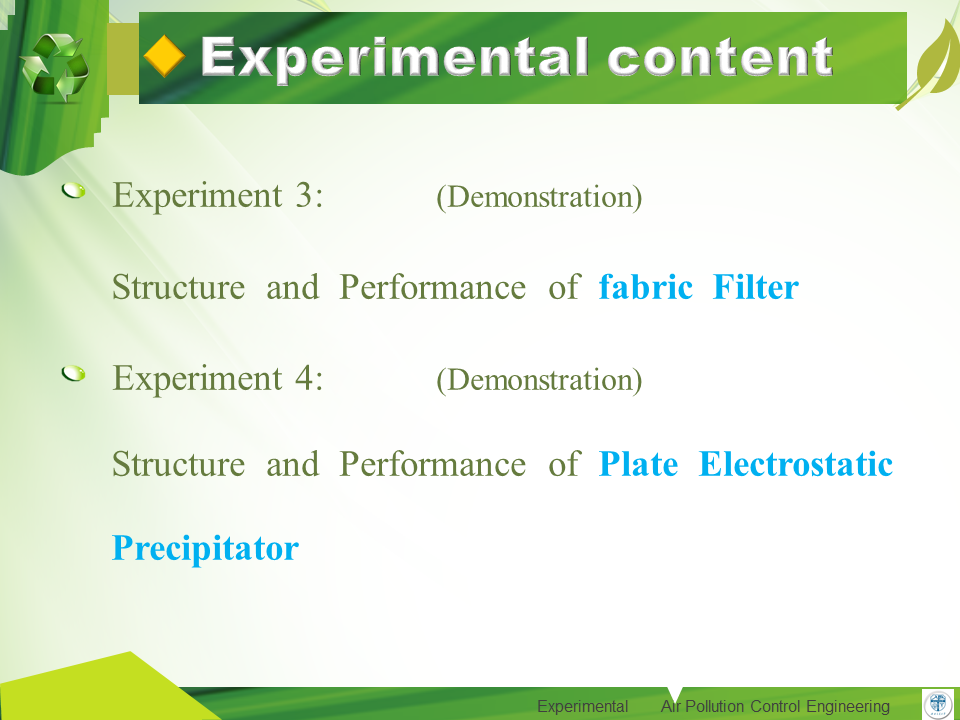 Experimental content
Experiment 3: (Demonstration)
Structure and Performance of fabric Filter
Experiment 4: (Demonstration)
Structure and Performance of Plate Electrostatic
Precipitator
Experimental Air Pollution Control Engineering